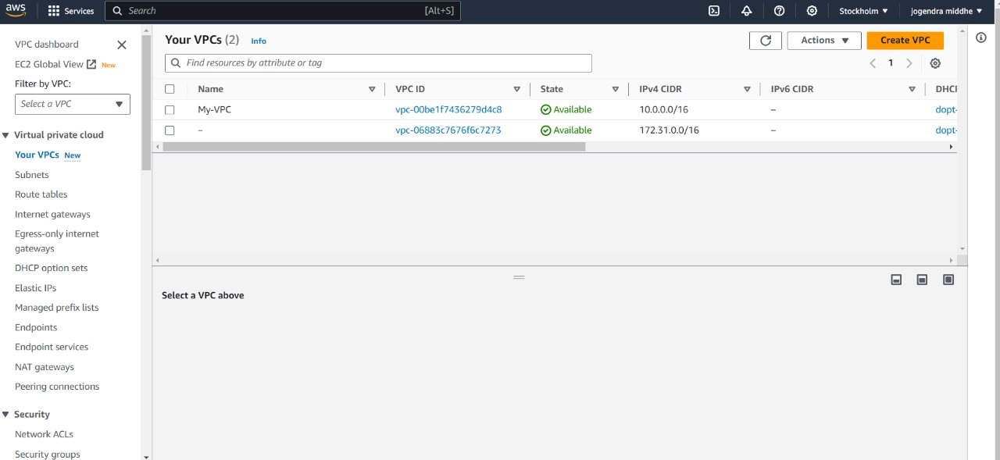 aws Services Search [Alt+S] Stockholm jogendra middhe
VPC dashboard
EC2 Global View New
Filter by VPC:
Select a VPC
Virtual private cloud
Your VPCs New
Subnets
Route tables
Internet gateways
Egress-only internet
gateways
DHCP option sets
Elastic IPs
Managed prefix lists
Endpoints
Endpoint services
NAT gateways
Peering connections
Security
Network ACLs
Security groups
Your VPCs (2) Info Actions Create VPC
Find resources by attribute or tag 1
Name VPC ID State IPv4 CIDR IPv6 CIDR DHCP
My-VPC vpc-00be1f7436279d4c8 Available 10.0.0.0/16 – dopt-
– vpc-06883c7676f6c7273 Available 172.31.0.0/16 – dopt-
Select a VPC above